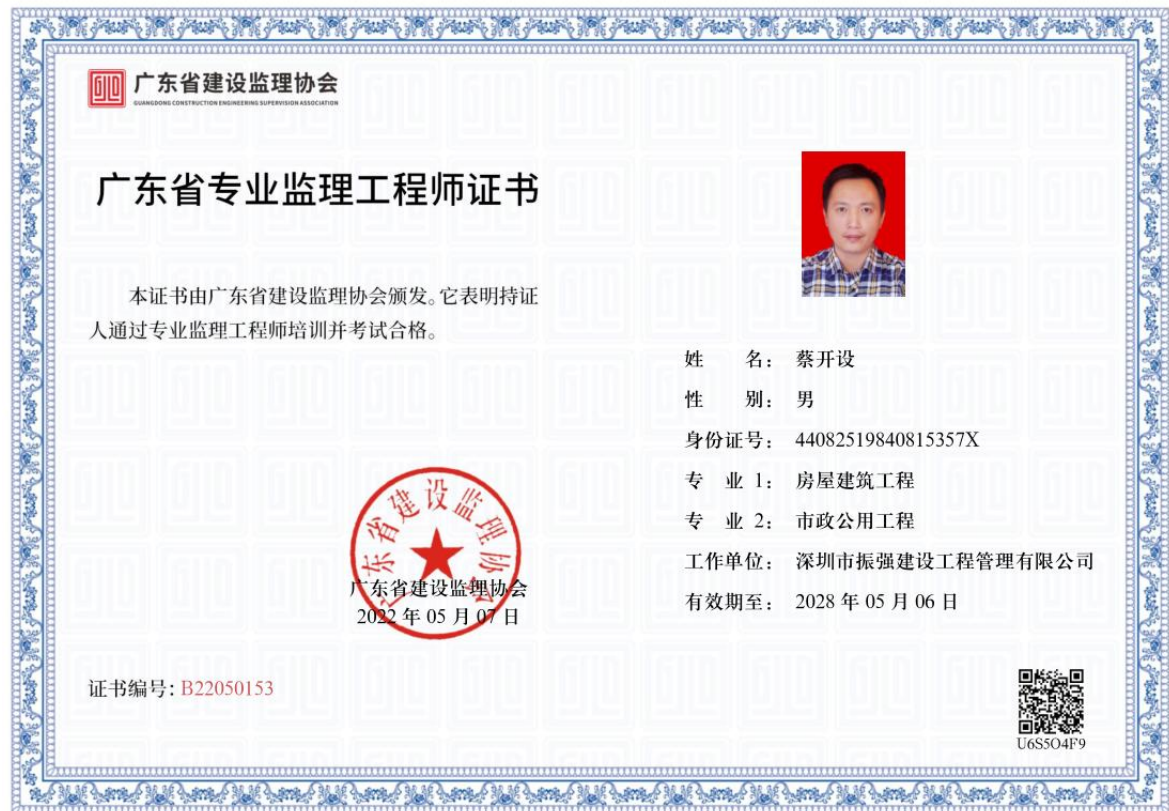 广东省建设监理协会
GUANGDONG CONSTRUCTION ENGINEERING SUPERVISION ASSOCIATION
广东省专业监理工程师证书
本证书由广东省建设监理协会颁发。它表明持证
人通过专业监理工程师培训并考试合格。
姓 名： 蔡开设
性 别： 男
身份证号： 44082519840815357X
专 业 1： 房屋建筑工程
专 业 2： 市政公用工程
工作单位： 深圳市振强建设工程管理有限公司
有效期至： 2028 年 05 月 06 日
广东省建设监理协会
广东省建设监理协会
2022 年 05 月 07 日
证书编号：B22050153
U6S5O4F9